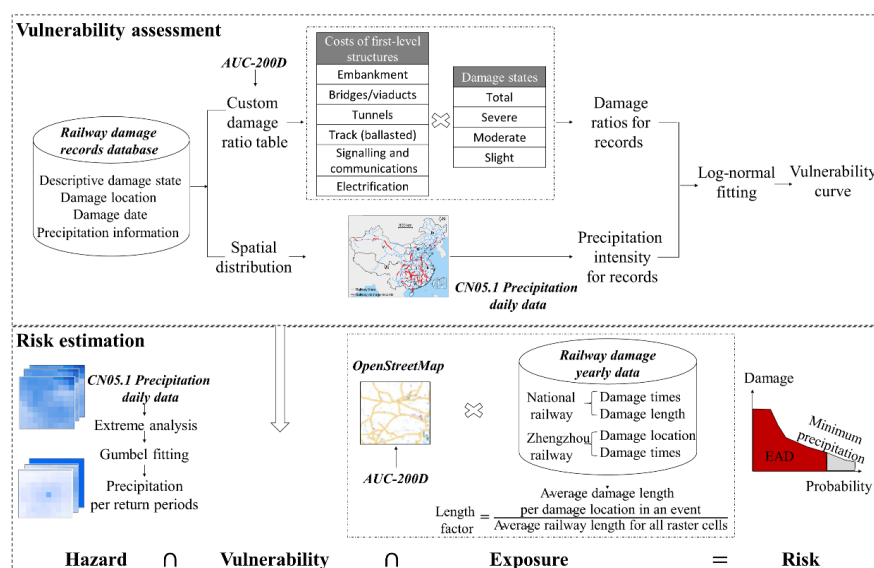 Vulnerability assessment
AUC-200D
Custom
damage
ratio table
Costs of first-level
structures
Embankment
Bridges/viaducts
Tunnels
Track (ballasted)
Signalling and
communications
Electrification
Damage states
Total
Severe
Moderate
Slight
Damage
ratios for
records
Railway damage
records database
Descriptive damage state
Damage location
Damage date
Precipitation information
Log-normal
fitting
Vulnerability
curve
Spatial
distribution
Precipitation
intensity
for records
CN05.1 Precipitation
daily data
Risk estimation
CN05.1 Precipitation
daily data
Extreme analysis
Gumbel fitting
Precipitation
per return periods
OpenStreetMap
AUC-200D
Railway damage
yearly data
National
railway
Damage times
Damage length
Zhengzhou
railway
Damage location
Damage times
Length
factor
=
Average damage length
per damage location in an event
Average railway length for all raster cells
Damage
Minimum
precipitation
EAD
Probability
Hazard ∩ Vulnerability ∩ Exposure = Risk